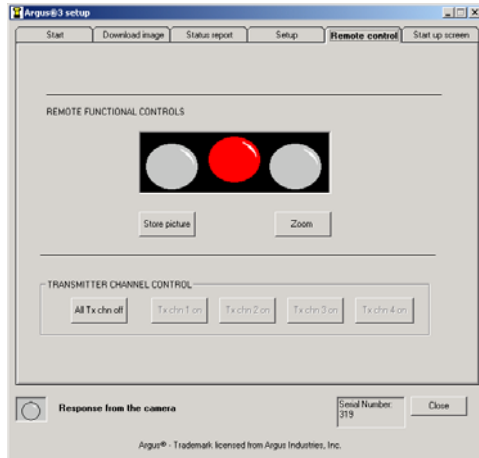 Argus®3 setup
Start Download image Status report Setup Remote control Start up screen
REMOTE FUNCTIONAL CONTROLS
Store picture Zoom
TRANSMITTER CHANNEL CONTROL
All Tx chn off Tx chn 1 on Tx chn 2 on Tx chn 3 on Tx chn 4 on
Response from the camera
Serial Number:
319
Close
Argus® - Trademark licensed from Argus Industries, Inc.